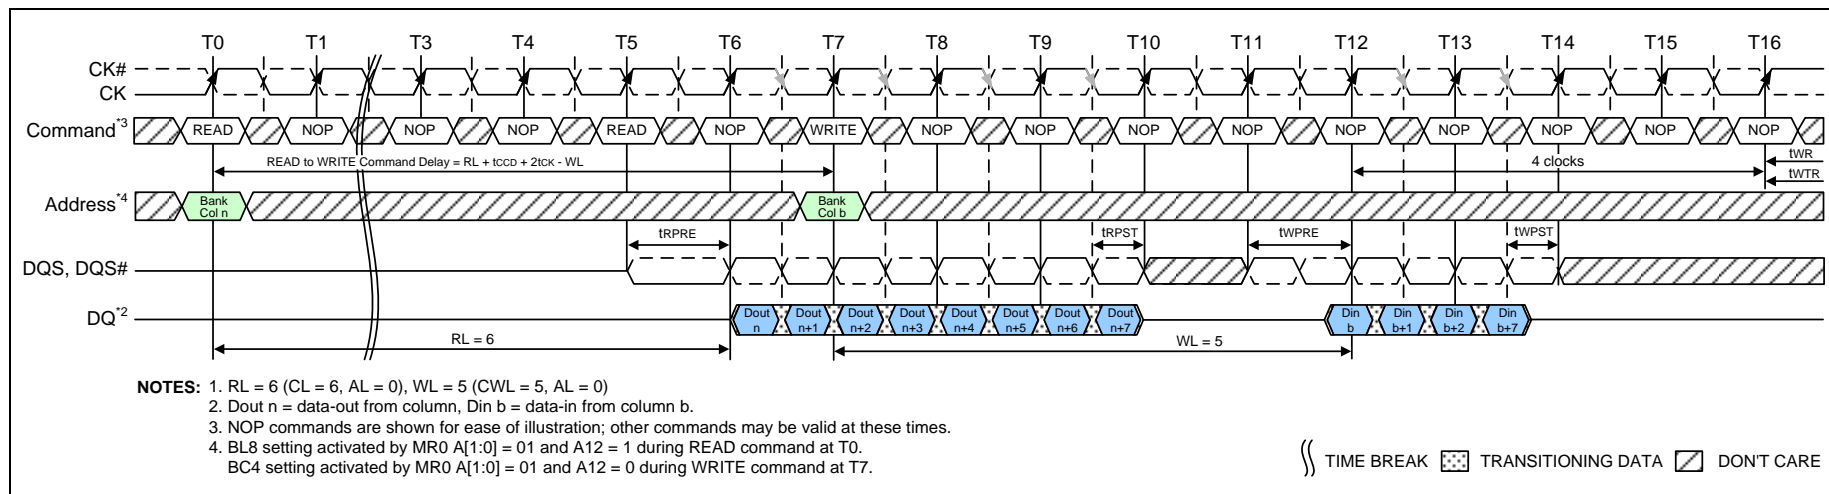 T0 T1 T3 T4 T5 T6 T7 T8 T9 T10 T11 T12 T13 T14 T15 T16
CK#
CK
Command*3 READ NOP NOP NOP READ NOP WRITE NOP NOP NOP NOP NOP NOP NOP NOP NOP
READ to WRITE Command Delay = RL + tCCD + 2tCK - WL 4 clocks tWR
tWTR
Address*4 Bank Col n Bank Col b
tRPRE tRPST tWPRE tWPST
DQS, DQS#
DQ*2 Dout n Dout n+1 Dout n+2 Dout n+3 Dout n+4 Dout n+5 Dout n+6 Dout n+7 Din b Din b+1 Din b+2 Din b+7
RL = 6 WL = 5
NOTES: 1. RL = 6 (CL = 6, AL = 0), WL = 5 (CWL = 5, AL = 0)
2. Dout n = data-out from column, Din b = data-in from column b.
3. NOP commands are shown for ease of illustration; other commands may be valid at these times.
4. BL8 setting activated by MR0 A[1:0] = 01 and A12 = 1 during READ command at T0.
BC4 setting activated by MR0 A[1:0] = 01 and A12 = 0 during WRITE command at T7.
TIME BREAK TRANSITIONING DATA DON'T CARE